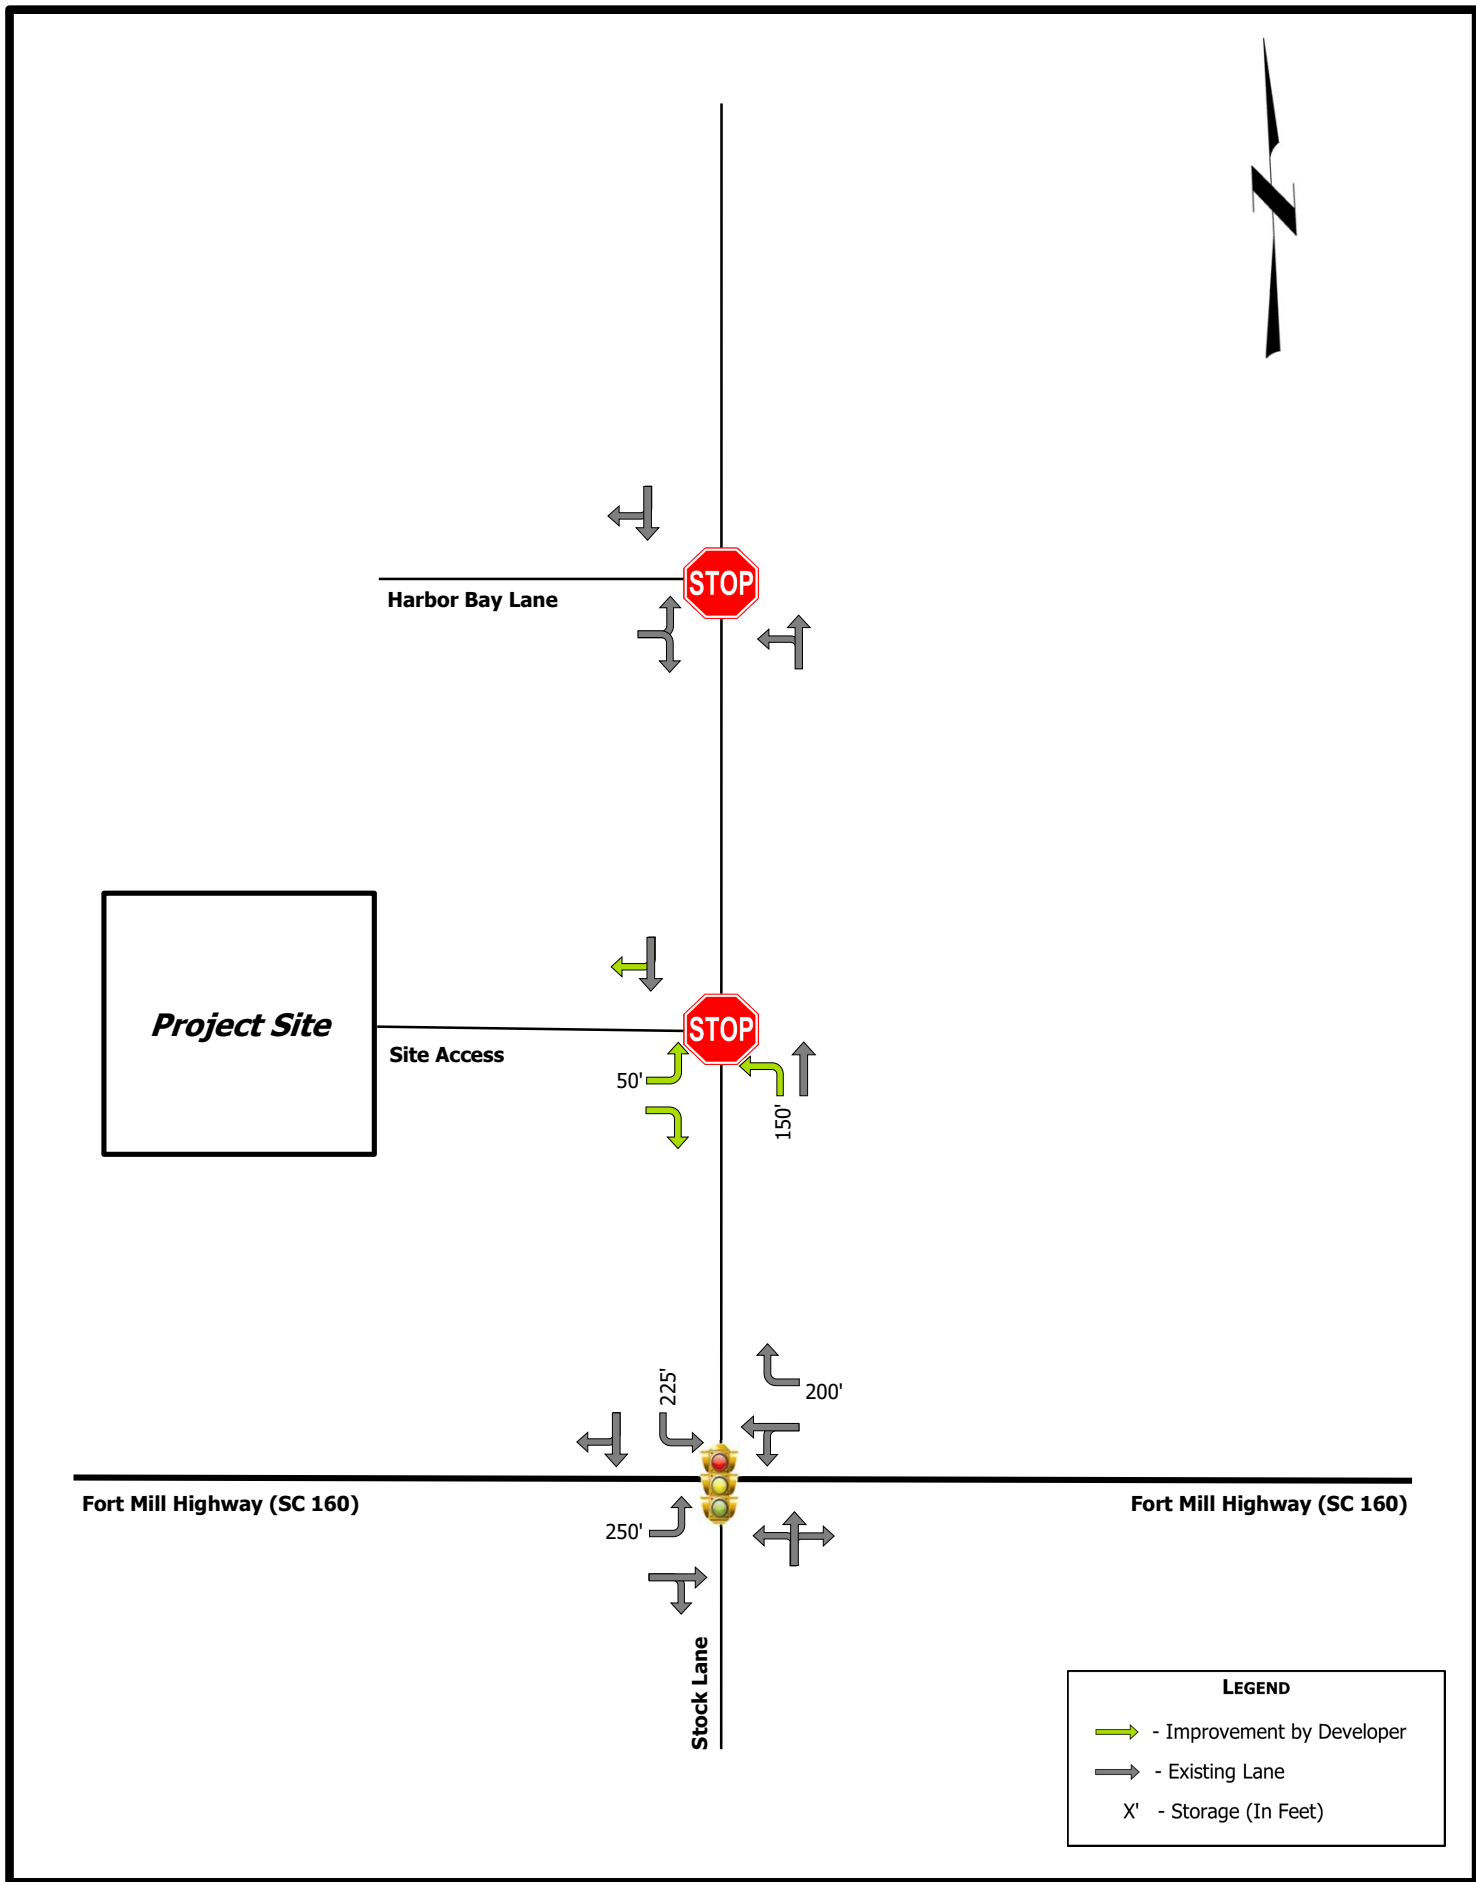 STOP
Harbor Bay Lane
Project Site
STOP
Site Access
50'
150'
225'
200'
Fort Mill Highway (SC 160)
Fort Mill Highway (SC 160)
250'
Stock Lane
LEGEND
- Improvement by Developer
- Existing Lane
X' - Storage (In Feet)